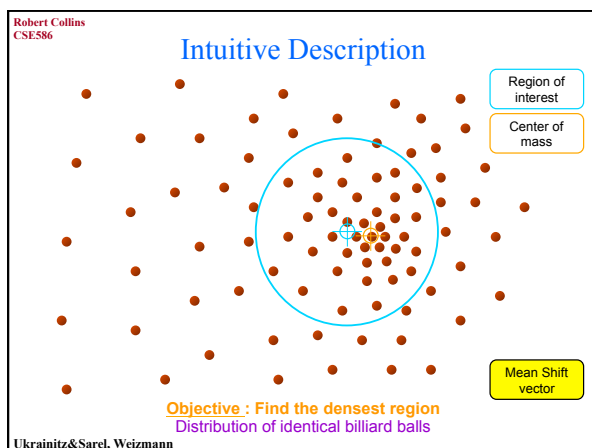 Robert Collins
CSE586
Intuitive Description
Region of
interest
Center of
mass
Mean Shift
vector
Objective : Find the densest region
Distribution of identical billiard balls
Ukrainitz&Sarel, Weizmann